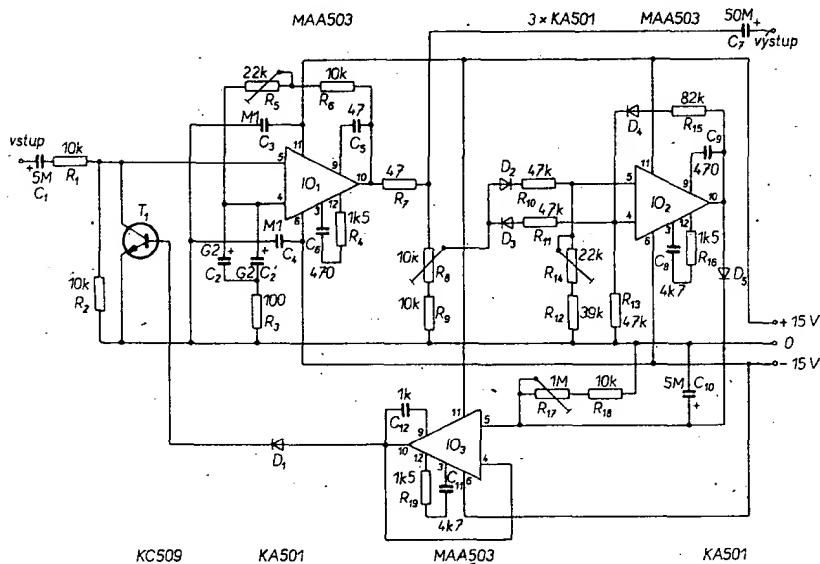 MAA503
3 × KA501
MAA503
50M
+
C7
výstup
22k
R5
10k
R6
M1
C3
47
C5
vstup
+
5M
C1
10k
R1
11
5
9
4
10
IO1
12
3
6
47
R7
T1
M1
C4
C6
470
1k5
R4
G2
+
C2
G2
+
C2'
10k
R2
100
R3
10k
R8
10k
R9
D2
47k
R10
D3
47k
R11
22k
R14
R12
39k
R13
47k
D4
82k
R15
C9
470
11
5
9
4
10
IO2
12
3
6
1k5
R16
C8
4k7
D5
+ 15 V
0
- 15 V
5M
C10
+
1M
R17
10k
R18
1k
C12
D1
11
9
5
10
IO3
12
3
4
6
1k5
R19
C11
4k7
KC509
KA501
MAA503
KA501